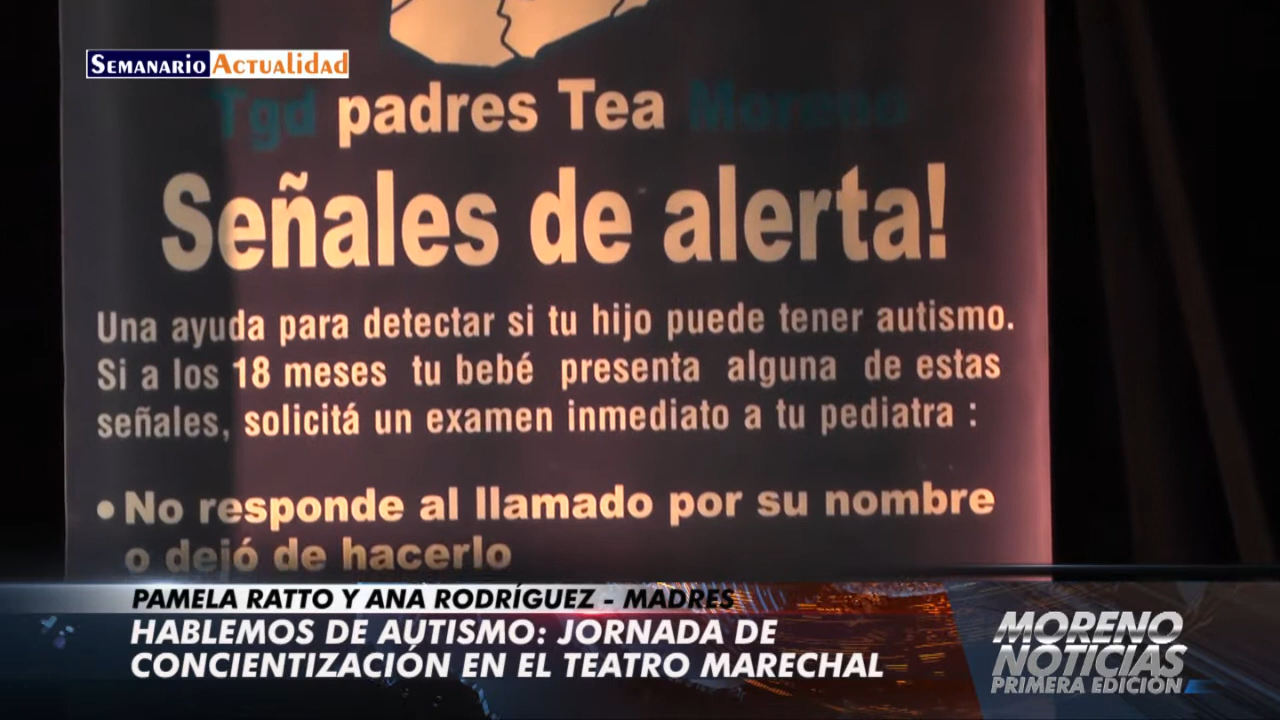 SEMANARIO ACTUALIDAD
Tgd padres Tea Moreno
Señales de alerta!
Una ayuda para detectar si tu hijo puede tener autismo.
Si a los 18 meses tu bebé presenta alguna de estas
señales, solicitá un examen inmediato a tu pediatra :
• No responde al llamado por su nombre
o dejó de hacerlo
PAMELA RATTO Y ANA RODRÍGUEZ - MADRES
HABLEMOS DE AUTISMO: JORNADA DE
CONCIENTIZACIÓN EN EL TEATRO MARECHAL
MORENO
NOTICIAS
PRIMERA EDICIÓN